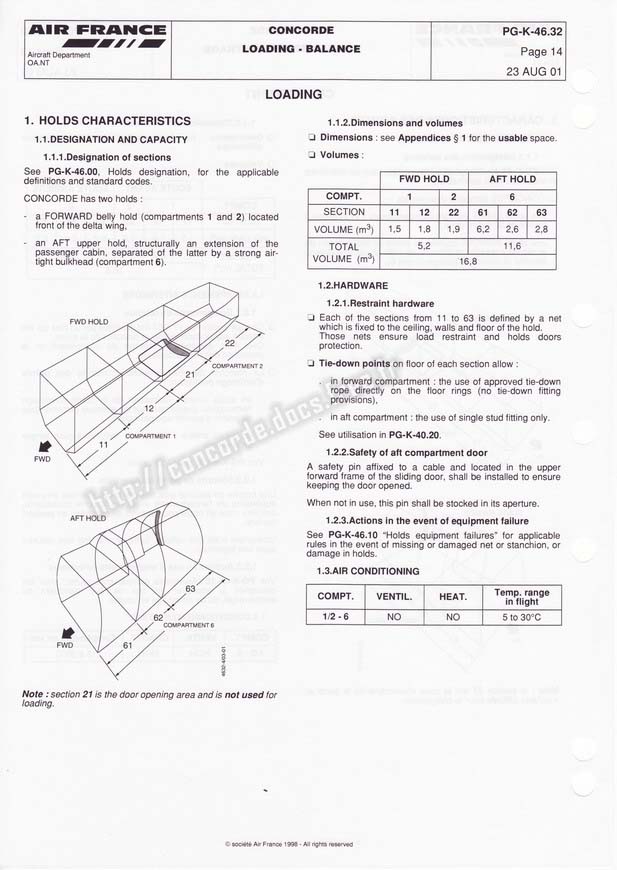 AIR FRANCE
Aircraft Department
OA.NT
CONCORDE
LOADING - BALANCE
PG-K-46.32
Page 14
23 AUG 01
LOADING
1. HOLDS CHARACTERISTICS
1.1.DESIGNATION AND CAPACITY
1.1.1.Designation of sections
See PG-K-46.00, Holds designation, for the applicable
definitions and standard codes.
CONCORDE has two holds :
- a FORWARD belly hold (compartments 1 and 2) located
front of the delta wing,
- an AFT upper hold, structurally an extension of the
passenger cabin, separated of the latter by a strong air-
tight bulkhead (compartment 6).
FWD HOLD
22
COMPARTMENT 2
21
12
COMPARTMENT 1
11
FWD
AFT HOLD
63
62
COMPARTMENT 6
61
FWD
4632-4/03-01
Note : section 21 is the door opening area and is not used for
loading.
1.1.2.Dimensions and volumes
❑ Dimensions : see Appendices § 1 for the usable space.
❑ Volumes :
FWD HOLD AFT HOLD
COMPT. 1 2 6
SECTION 11 12 22 61 62 63
VOLUME (m3) 1,5 1,8 1,9 6,2 2,6 2,8
TOTAL
VOLUME (m3) 5,2 11,6
16,8
1.2.HARDWARE
1.2.1.Restraint hardware
❑ Each of the sections from 11 to 63 is defined by a net
which is fixed to the ceiling, walls and floor of the hold.
Those nets ensure load restraint and holds doors
protection.
❑ Tie-down points on floor of each section allow :
. in forward compartment : the use of approved tie-down
rope directly on the floor rings (no tie-down fitting
provisions),
. in aft compartment : the use of single stud fitting only.
See utilisation in PG-K-40.20.
1.2.2.Safety of aft compartment door
A safety pin affixed to a cable and located in the upper
forward frame of the sliding door, shall be installed to ensure
keeping the door opened.
When not in use, this pin shall be stocked in its aperture.
1.2.3.Actions in the event of equipment failure
See PG-K-46.10 “Holds equipment failures” for applicable
rules in the event of missing or damaged net or stanchion, or
damage in holds.
1.3.AIR CONDITIONING
COMPT. VENTIL. HEAT. Temp. range
in flight
1/2 - 6 NO NO 5 to 30°C
© société Air France 1998 - All rights reserved